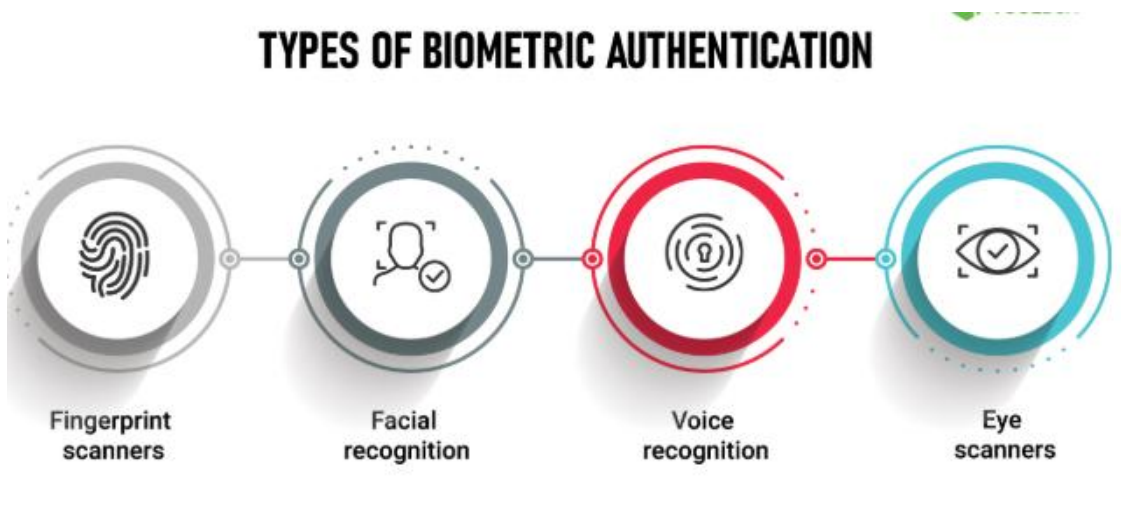 TYPES OF BIOMETRIC AUTHENTICATION
Fingerprint
scanners
Facial
recognition
Voice
recognition
Eye
scanners